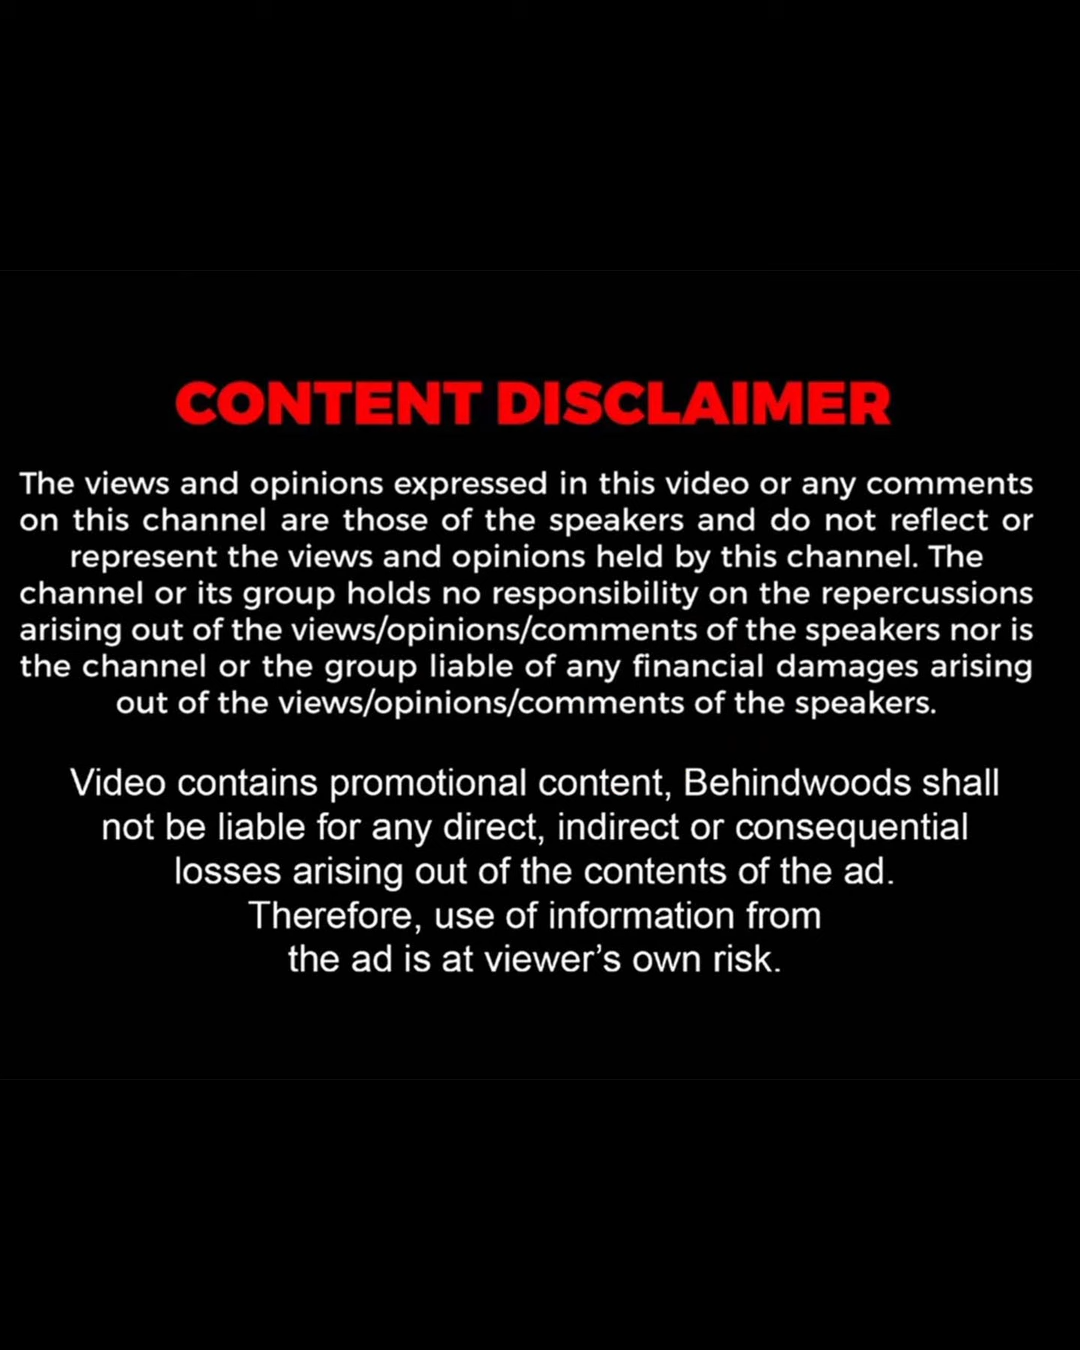 CONTENT DISCLAIMER
The views and opinions expressed in this video or any comments
on this channel are those of the speakers and do not reflect or
represent the views and opinions held by this channel. The
channel or its group holds no responsibility on the repercussions
arising out of the views/opinions/comments of the speakers nor is
the channel or the group liable of any financial damages arising
out of the views/opinions/comments of the speakers.
Video contains promotional content, Behindwoods shall
not be liable for any direct, indirect or consequential
losses arising out of the contents of the ad.
Therefore, use of information from
the ad is at viewer’s own risk.